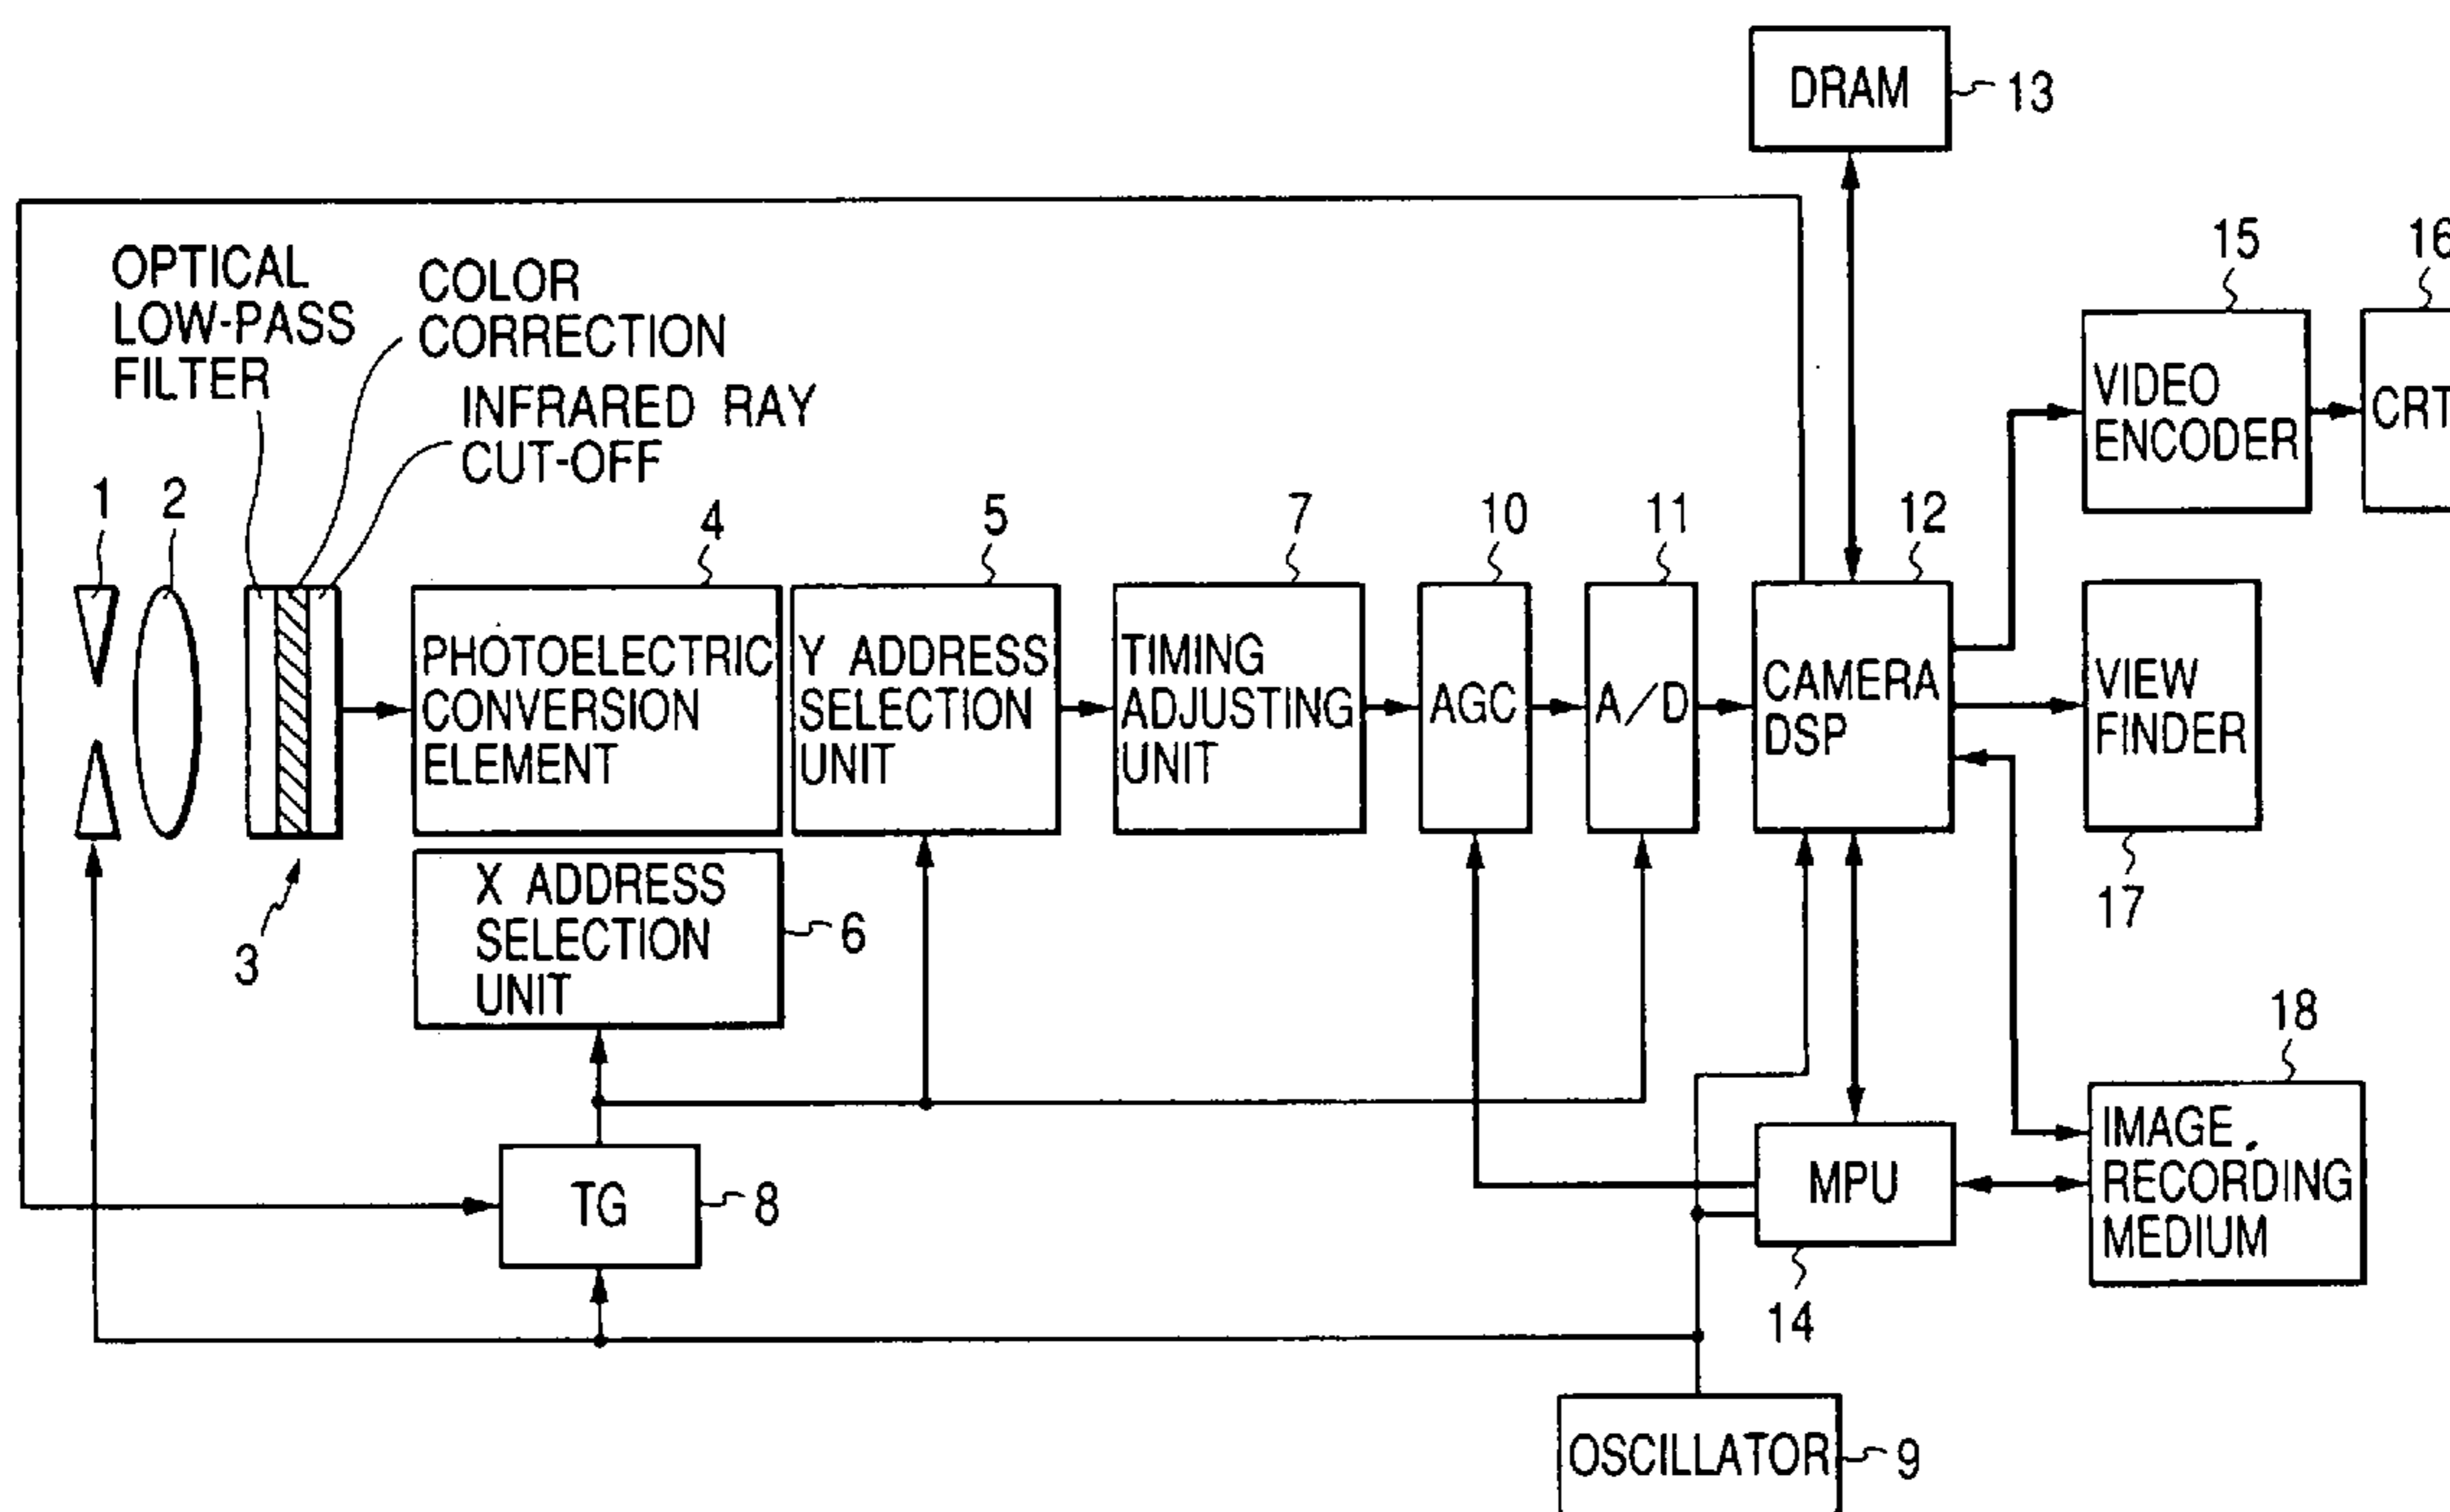 DRAM
13
15
16
OPTICAL
LOW-PASS
FILTER
COLOR
CORRECTION
INFRARED RAY
CUT-OFF
VIDEO
ENCODER
CRT
1
2
4
5
7
10
11
12
PHOTOELECTRIC
CONVERSION
ELEMENT
Y ADDRESS
SELECTION
UNIT
TIMING
ADJUSTING
UNIT
AGC
A/D
CAMERA
DSP
VIEW
FINDER
17
X ADDRESS
SELECTION
UNIT
6
3
18
IMAGE
RECORDING
MEDIUM
TG
8
MPU
14
OSCILLATOR
9